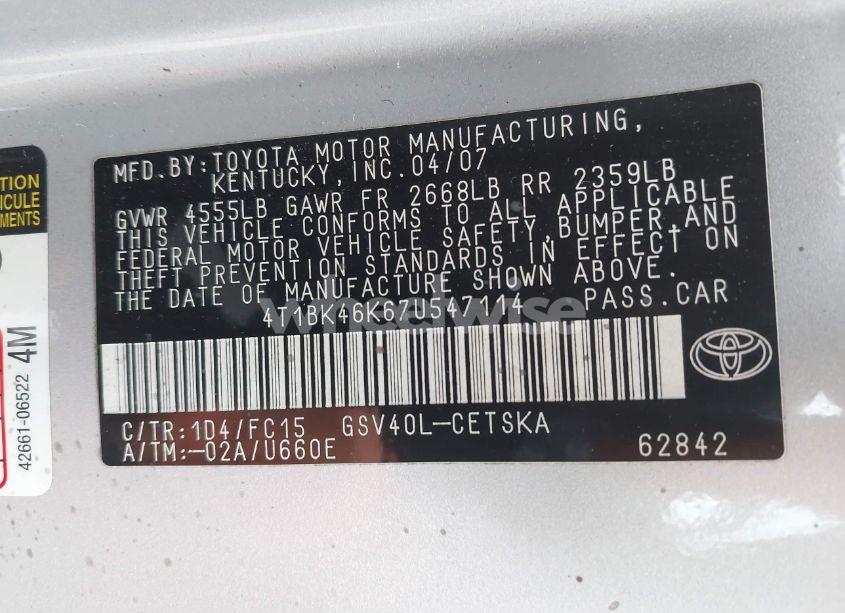 TION
ICULE
MENTS
42661-06522 4M
MFD.BY:TOYOTA MOTOR MANUFACTURING,
KENTUCKY, INC. 04/07
GVWR 4555LB GAWR FR 2668LB RR 2359LB
THIS VEHICLE CONFORMS TO ALL APPLICABLE
FEDERAL MOTOR VEHICLE SAFETY,BUMPER,AND
THEFT PREVENTION STANDARDS IN EFFECT ON
THE DATE OF MANUFACTURE SHOWN ABOVE.
4T1BK46K67U547114 PASS.CAR
wheelwise
C/TR:1D4/FC15 GSV40L-CETSKA
A/TM:-02A/U660E
62842